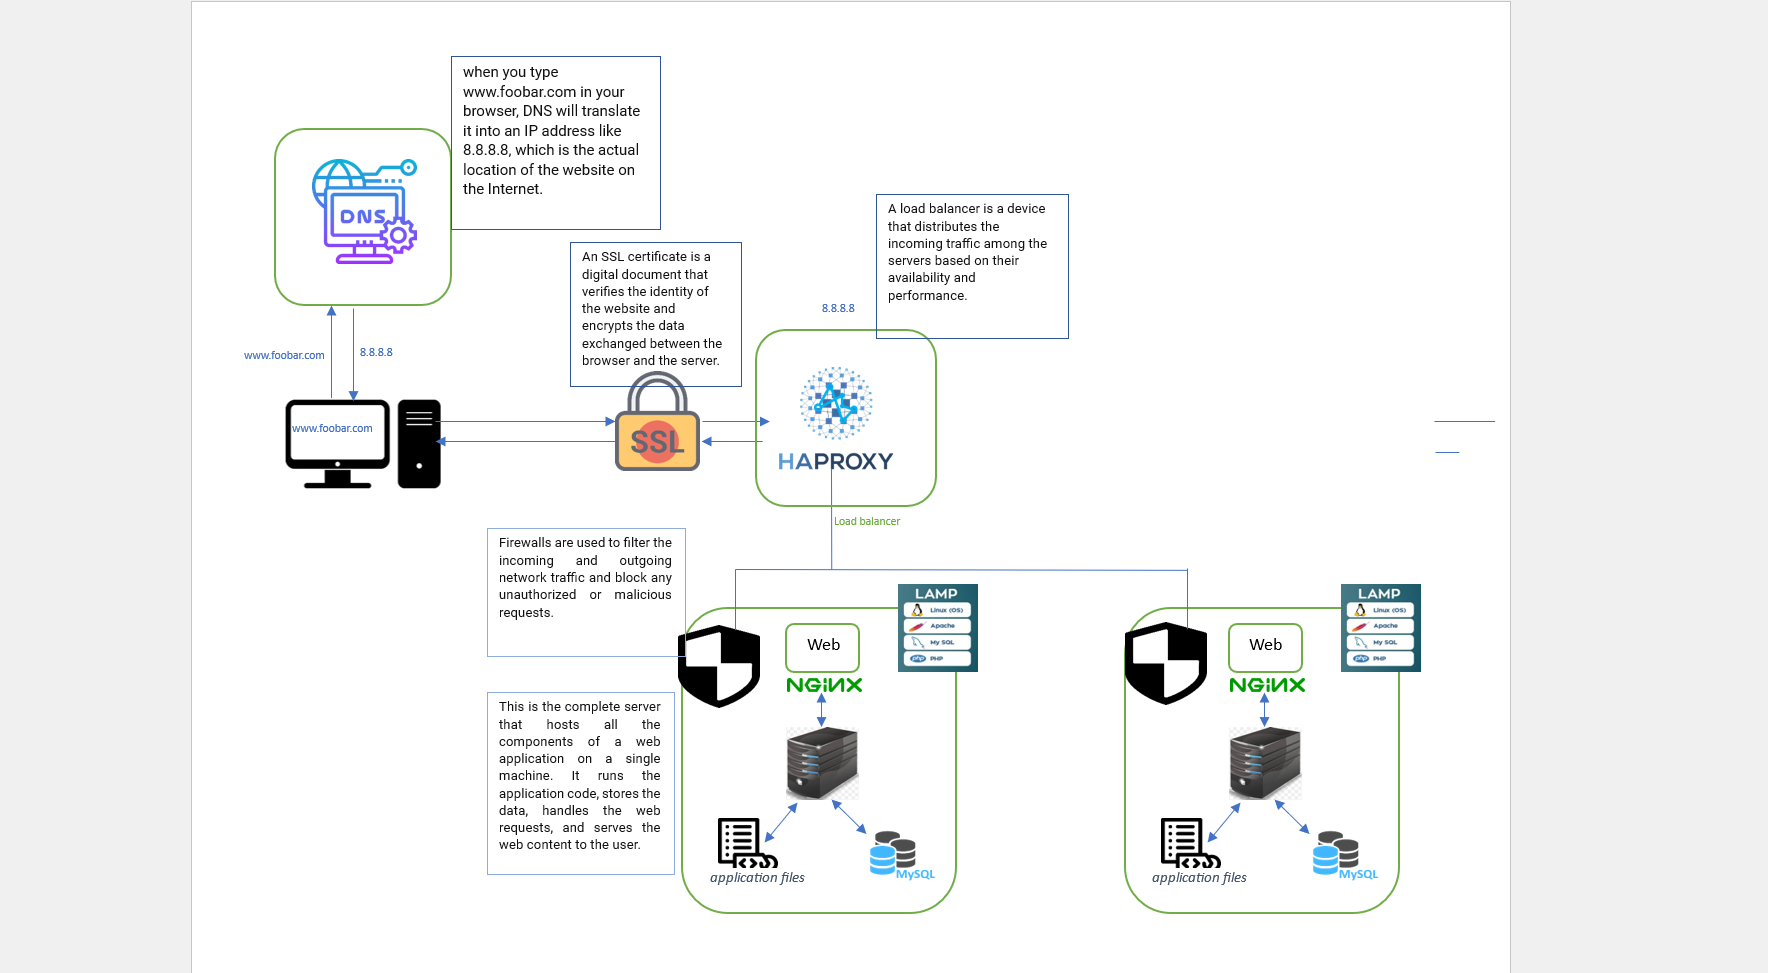 when you type
www.foobar.com in your
browser, DNS will translate
it into an IP address like
8.8.8.8, which is the actual
location of the website on
the Internet.
DNS
A load balancer is a device
that distributes the
incoming traffic among the
servers based on their
availability and
performance.
An SSL certificate is a
digital document that
verifies the identity of
the website and
encrypts the data
exchanged between the
browser and the server.
8.8.8.8
www.foobar.com
8.8.8.8
www.foobar.com
SSL
HAPROXY
Load balancer
Firewalls are used to filter the
incoming and outgoing
network traffic and block any
unauthorized or malicious
requests.
This is the complete server
that hosts all the
components of a web
application on a single
machine. It runs the
application code, stores the
data, handles the web
requests, and serves the
web content to the user.
LAMP
Linux (OS)
Apache
My SQL
php PHP
Web
NGINX
application files
MySQL
LAMP
Linux (OS)
Apache
My SQL
php PHP
Web
NGINX
application files
MySQL